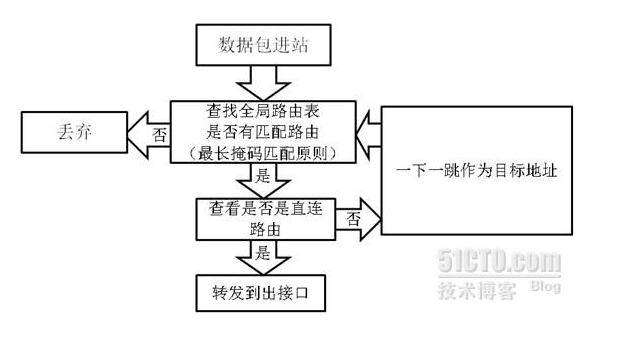 数据包进站
查找全局路由表
是否有匹配路由
（最长掩码匹配原则）
否
丢弃
是
查看是否是直连
路由
否
一下一跳作为目标地址
是
转发到出接口
51CTO.com
技术博客 Blog